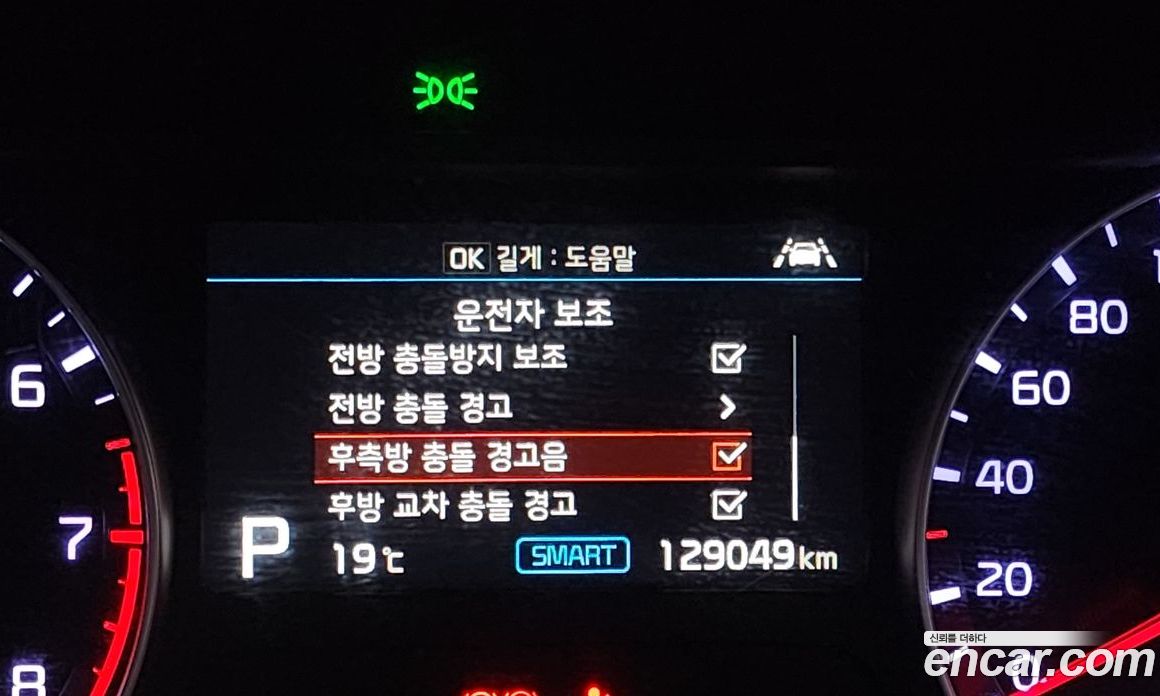 OK 길게 : 도움말
운전자 보조
전방 충돌방지 보조
전방 충돌 경고
후측방 충돌 경고음
후방 교차 충돌 경고
P
19℃
SMART
129049km
6
7
8
80
60
40
20
0
신뢰를 더하다
encar.com